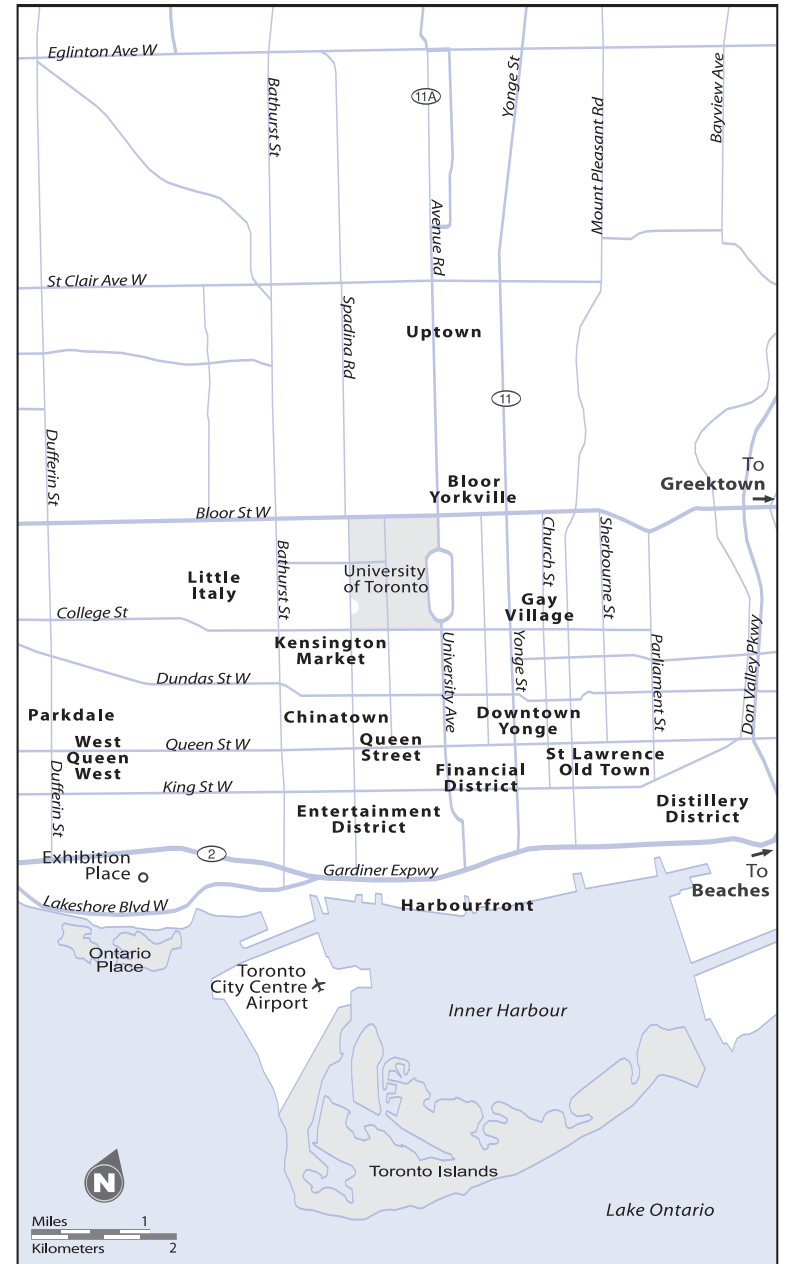 Eglinton Ave W
Bathurst St
11A
Yonge St
Mount Pleasant Rd
Bayview Ave
Avenue Rd
St Clair Ave W
Spadina Rd
Uptown
11
Dufferin St
Bloor
Yorkville
To
Greektown
Bloor St W
Bathurst St
University
of Toronto
Church St
Sherbourne St
Little
Italy
Gay
Village
College St
Kensington
Market
University Ave
Yonge St
Parliament St
Don Valley Pkwy
Dundas St W
Parkdale
Chinatown
Downtown
Yonge
West
Queen
West
Queen St W
Queen
Street
St Lawrence
Old Town
Dufferin St
King St W
Financial
District
Entertainment
District
Distillery
District
2
Exhibition
Place
Gardiner Expwy
To
Beaches
Lakeshore Blvd W
Harbourfront
Ontario
Place
Toronto
City Centre
Airport
Inner Harbour
Toronto Islands
N
Lake Ontario
Miles 1
Kilometers 2